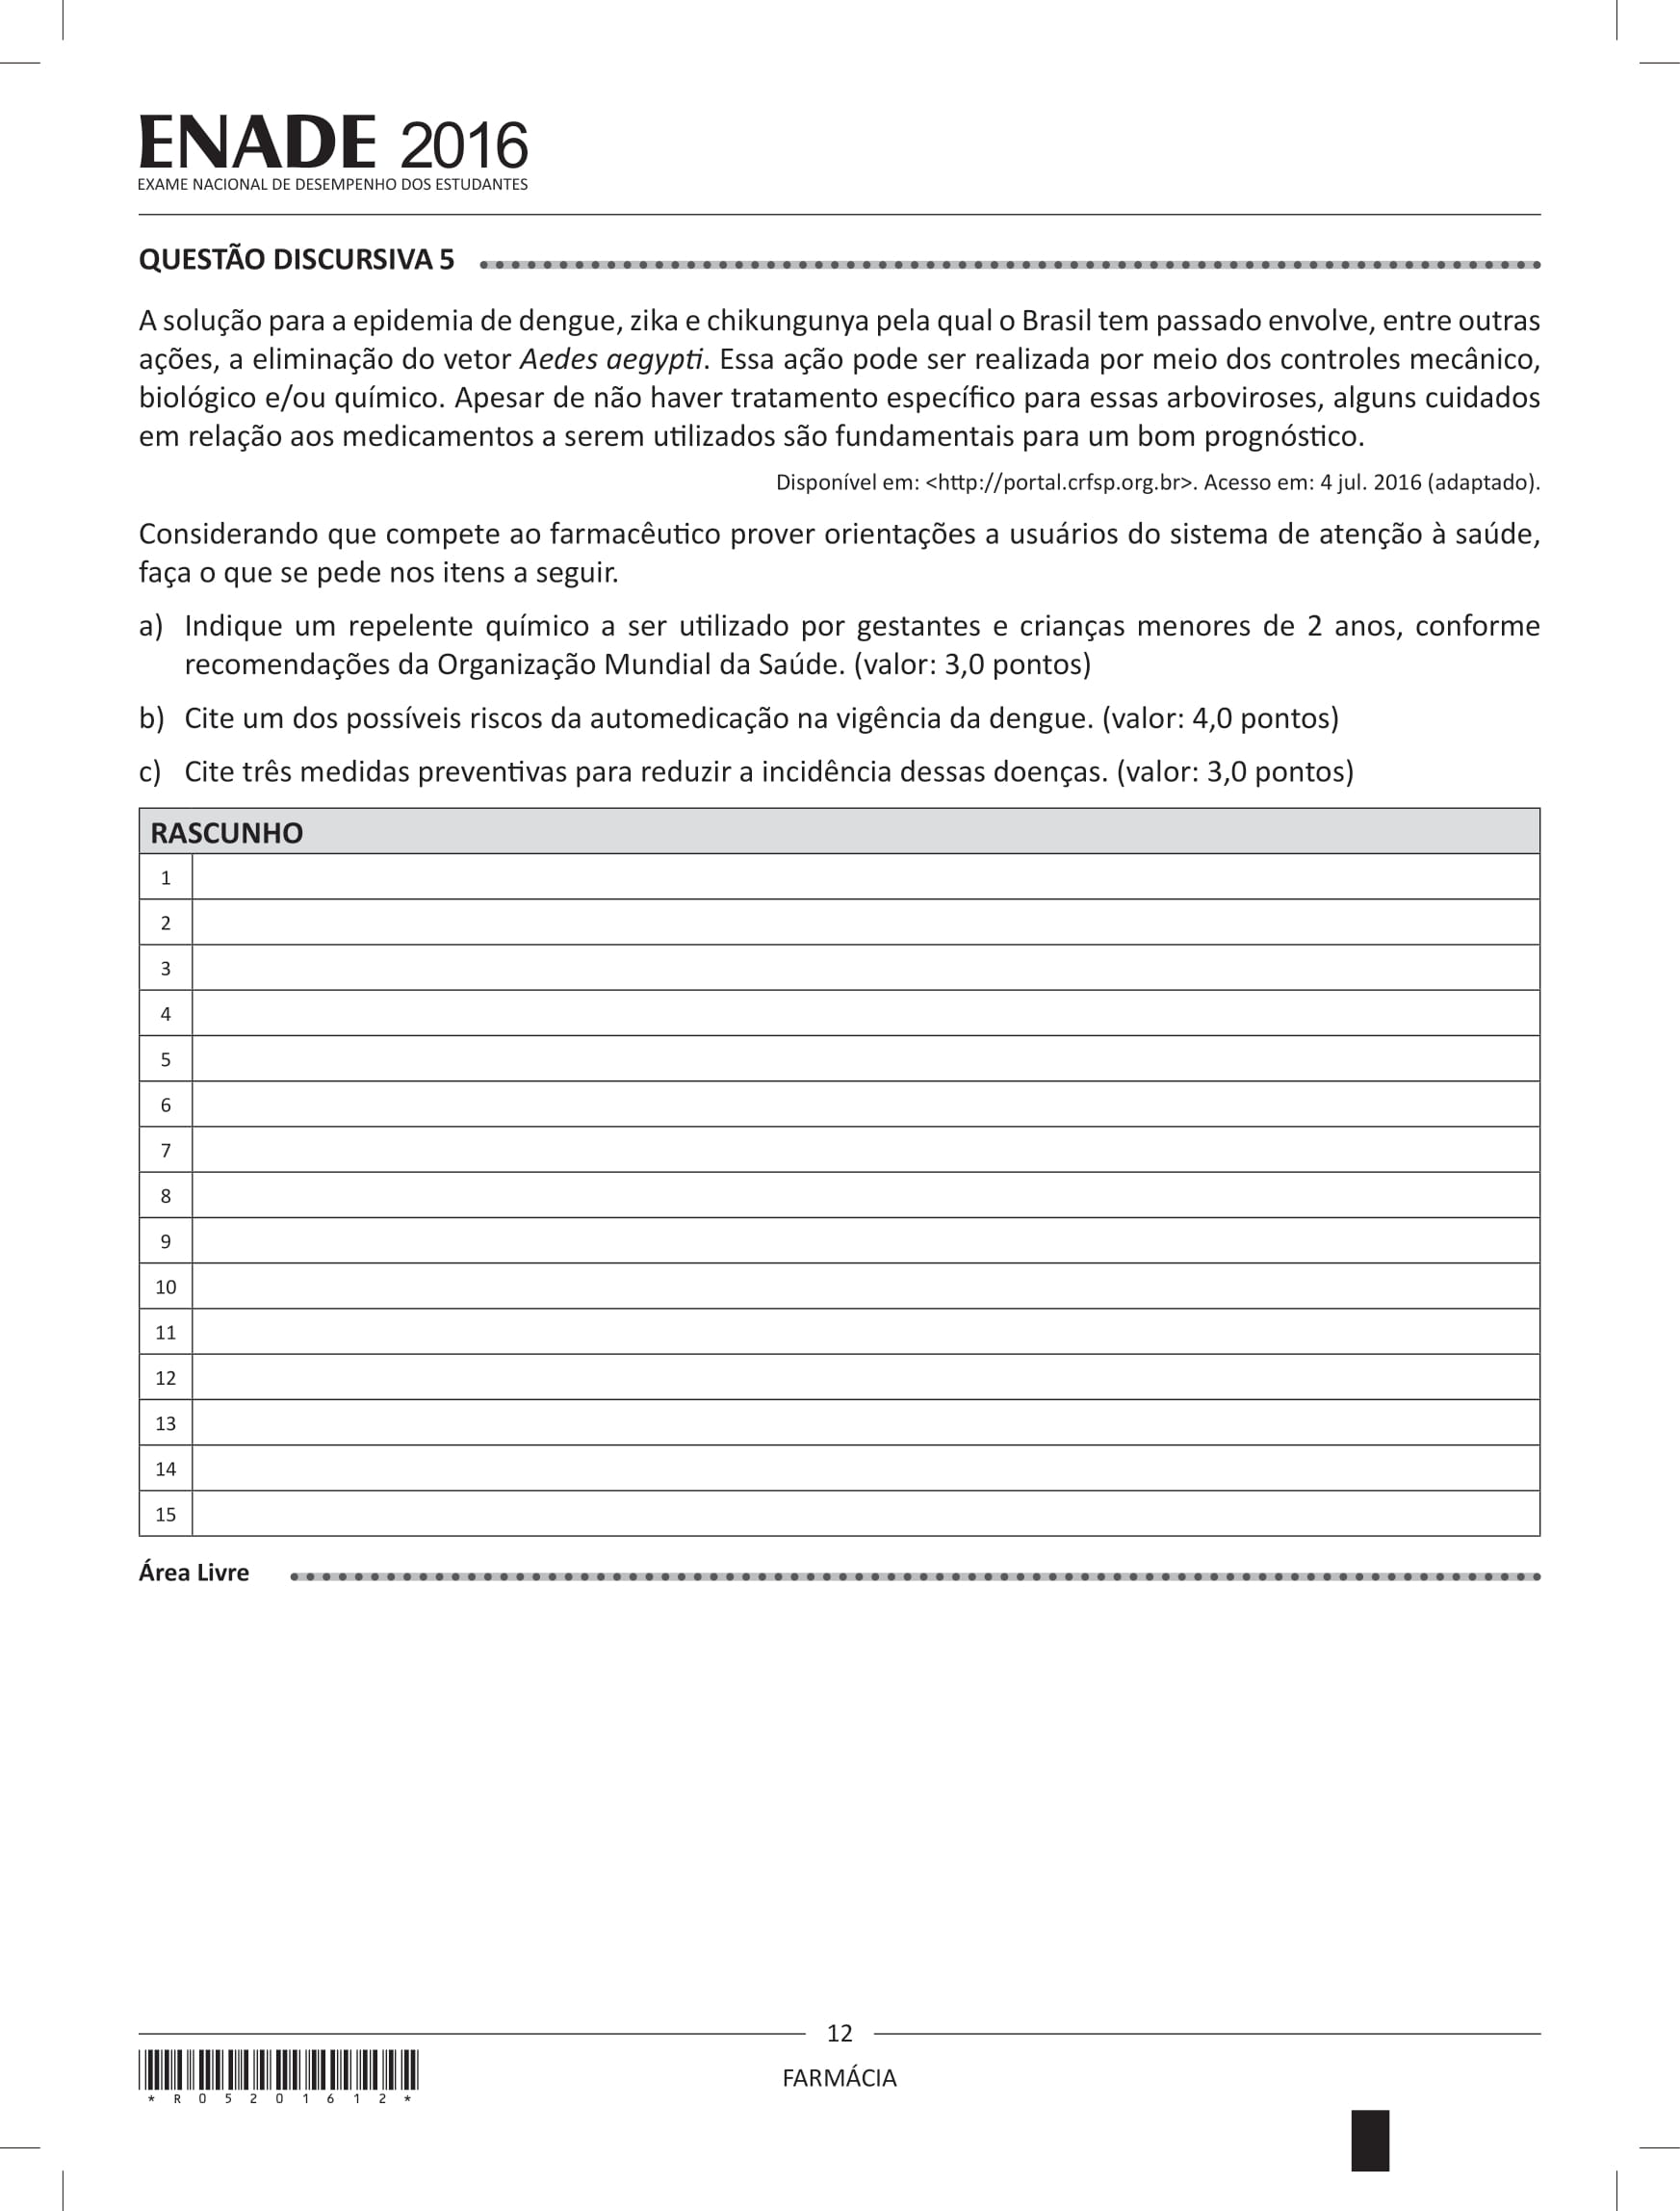 ENADE 2016
EXAME NACIONAL DE DESEMPENHO DOS ESTUDANTES
QUESTÃO DISCURSIVA 5
A solução para a epidemia de dengue, zika e chikungunya pela qual o Brasil tem passado envolve, entre outras
ações, a eliminação do vetor Aedes aegypti. Essa ação pode ser realizada por meio dos controles mecânico,
biológico e/ou químico. Apesar de não haver tratamento específico para essas arboviroses, alguns cuidados
em relação aos medicamentos a serem utilizados são fundamentais para um bom prognóstico.
Disponível em: <http://portal.crfsp.org.br>. Acesso em: 4 jul. 2016 (adaptado).
Considerando que compete ao farmacêutico prover orientações a usuários do sistema de atenção à saúde,
faça o que se pede nos itens a seguir.
a) Indique um repelente químico a ser utilizado por gestantes e crianças menores de 2 anos, conforme
recomendações da Organização Mundial da Saúde. (valor: 3,0 pontos)
b) Cite um dos possíveis riscos da automedicação na vigência da dengue. (valor: 4,0 pontos)
c) Cite três medidas preventivas para reduzir a incidência dessas doenças. (valor: 3,0 pontos)
RASCUNHO
1
2
3
4
5
6
7
8
9
10
11
12
13
14
15
Área Livre
12
FARMÁCIA
* R 0 5 2 0 1 6 1 2 *